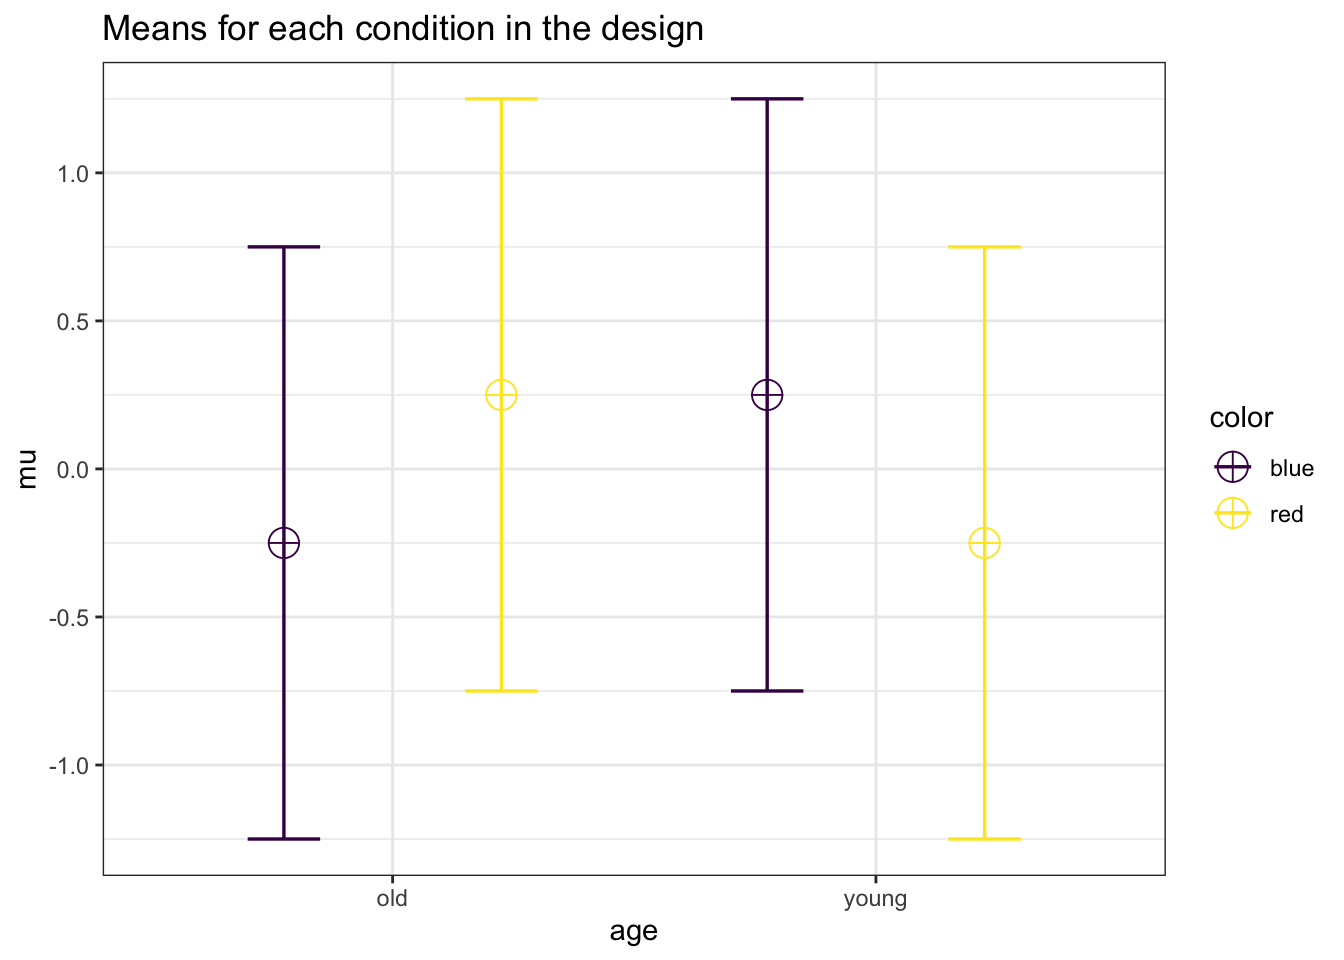 Means for each condition in the design
1.0
0.5
0.0
-0.5
-1.0
mu
old
young
age
color
blue
red